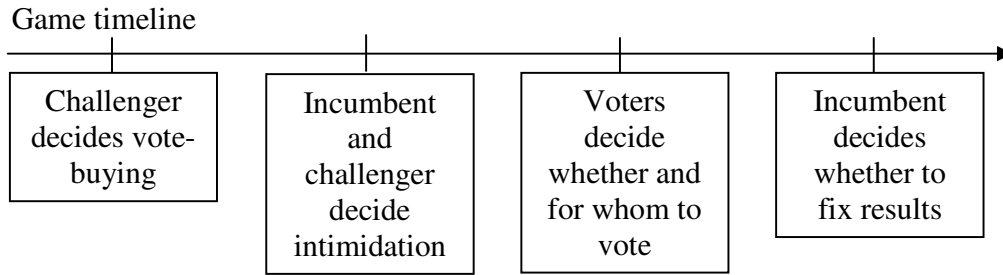 Game timeline
Challenger
decides vote-
buying
Incumbent
and
challenger
decide
intimidation
Voters
decide
whether and
for whom to
vote
Incumbent
decides
whether to
fix results